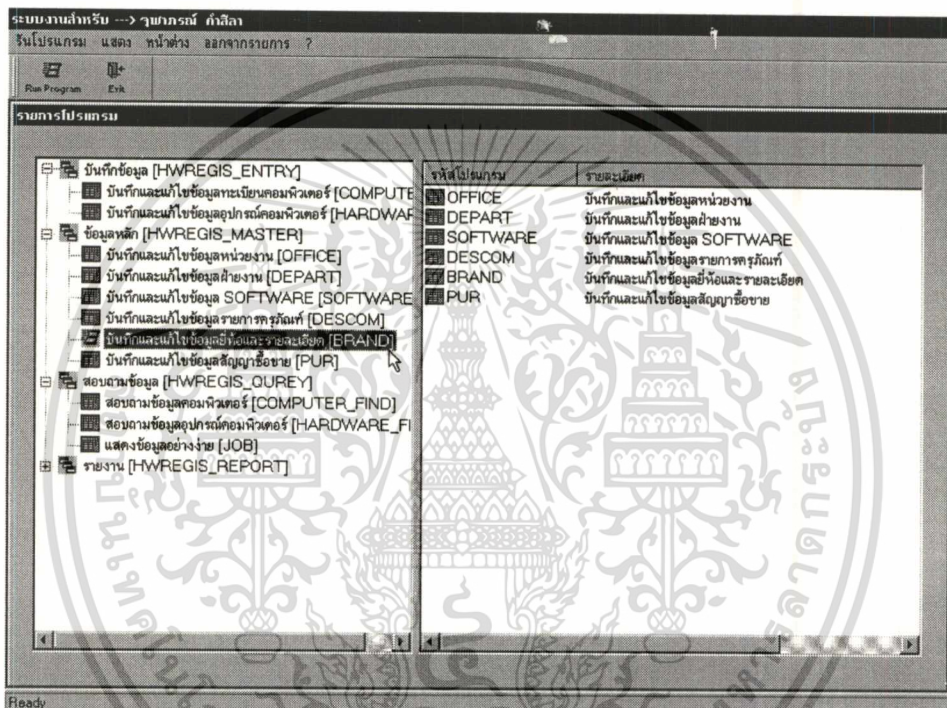 ระบบงานสำหรับ ---> จุฬาภรณ์ คำสีลา
รันโปรแกรม แสดง หน้าต่าง ออกจากรายการ ?
Run Program Exit
รายการโปรแกรม
บันทึกข้อมูล [HWREGIS_ENTRY]
บันทึกและแก้ไขข้อมูลทะเบียนคอมพิวเตอร์ [COMPUTE
บันทึกและแก้ไขข้อมูลอุปกรณ์คอมพิวเตอร์ [HARDWAR
ข้อมูลหลัก [HWREGIS_MASTER]
บันทึกและแก้ไขข้อมูลหน่วยงาน [OFFICE]
บันทึกและแก้ไขข้อมูลฝ่ายงาน [DEPART]
บันทึกและแก้ไขข้อมูล SOFTWARE [SOFTWARE
บันทึกและแก้ไขข้อมูลรายการครุภัณฑ์ [DESCOM]
บันทึกและแก้ไขข้อมูลยี่ห้อและรายละเอียด [BRAND]
บันทึกและแก้ไขข้อมูลสัญญาซื้อขาย [PUR]
สอบถามข้อมูล [HWREGIS_QUREY]
สอบถามข้อมูลคอมพิวเตอร์ [COMPUTER_FIND]
สอบถามข้อมูลอุปกรณ์คอมพิวเตอร์ [HARDWARE_FI
แสดงข้อมูลอย่างง่าย [JOB]
รายงาน [HWREGIS_REPORT]
รหัสโปรแกรม รายละเอียด
OFFICE บันทึกและแก้ไขข้อมูลหน่วยงาน
DEPART บันทึกและแก้ไขข้อมูลฝ่ายงาน
SOFTWARE บันทึกและแก้ไขข้อมูล SOFTWARE
DESCOM บันทึกและแก้ไขข้อมูลรายการครุภัณฑ์
BRAND บันทึกและแก้ไขข้อมูลยี่ห้อและรายละเอียด
PUR บันทึกและแก้ไขข้อมูลสัญญาซื้อขาย
Ready